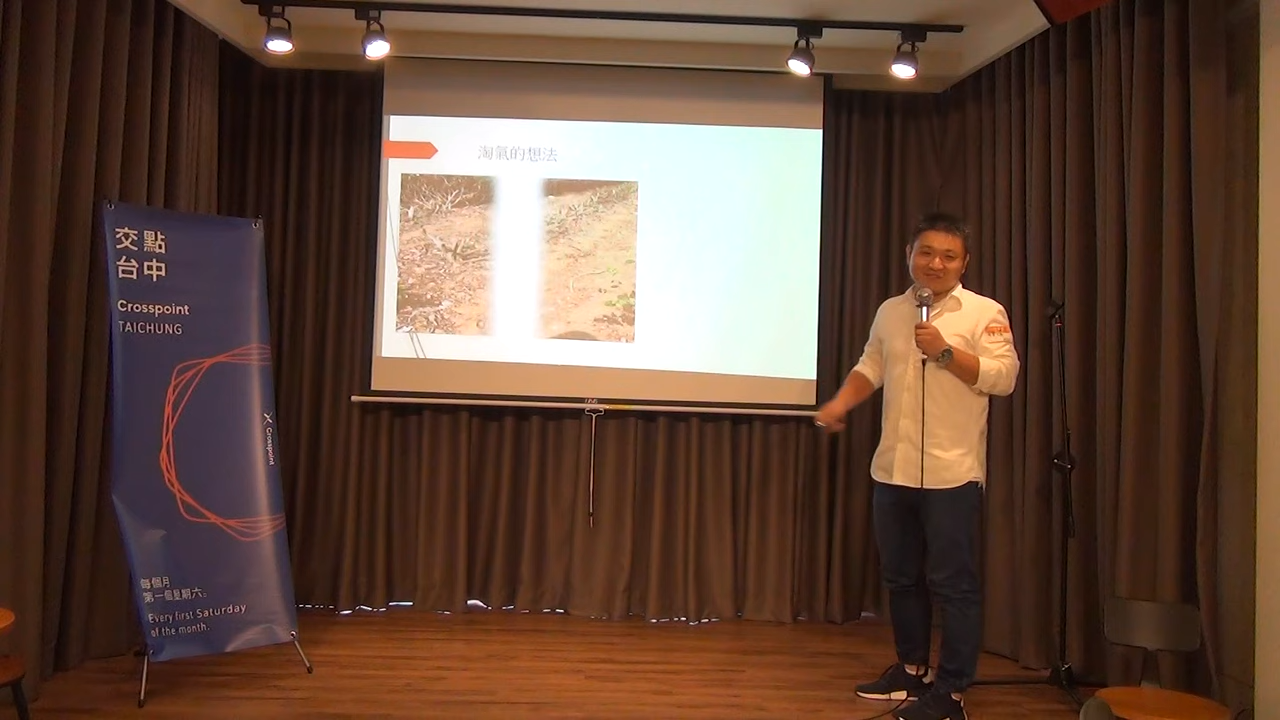 交點
台中
Crosspoint
TAICHUNG
Crosspoint
每個月
第一個星期六。
Every first Saturday
of the month.
淘氣的想法